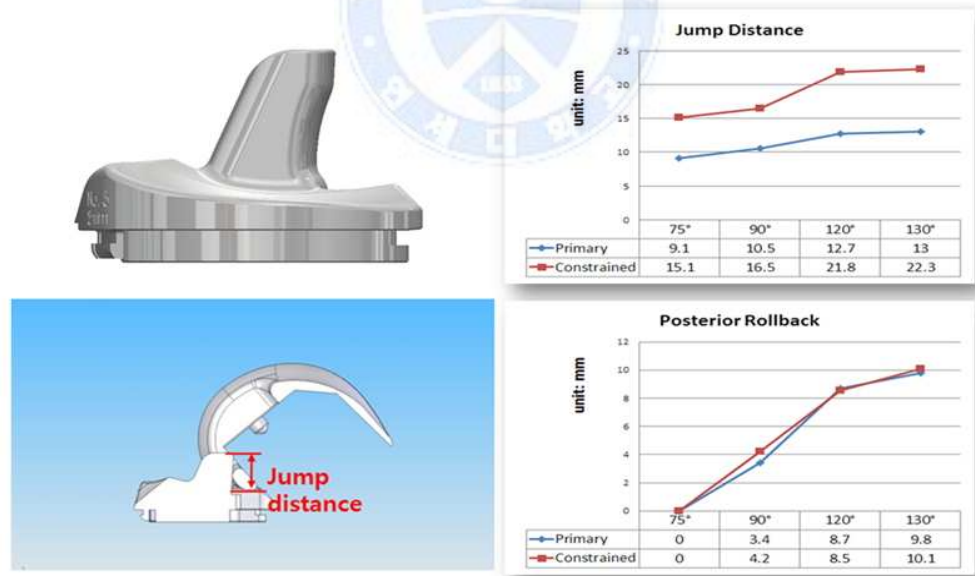 No 5
1953
Jump
distance
Jump Distance
unit: mm
25
20
15
10
5
0
75° 90° 120° 130°
Primary 9.1 10.5 12.7 13
Constrained 15.1 16.5 21.8 22.3
Posterior Rollback
unit: mm
12
10
8
6
4
2
0
75° 90° 120° 130°
Primary 0 3.4 8.7 9.8
Constrained 0 4.2 8.5 10.1